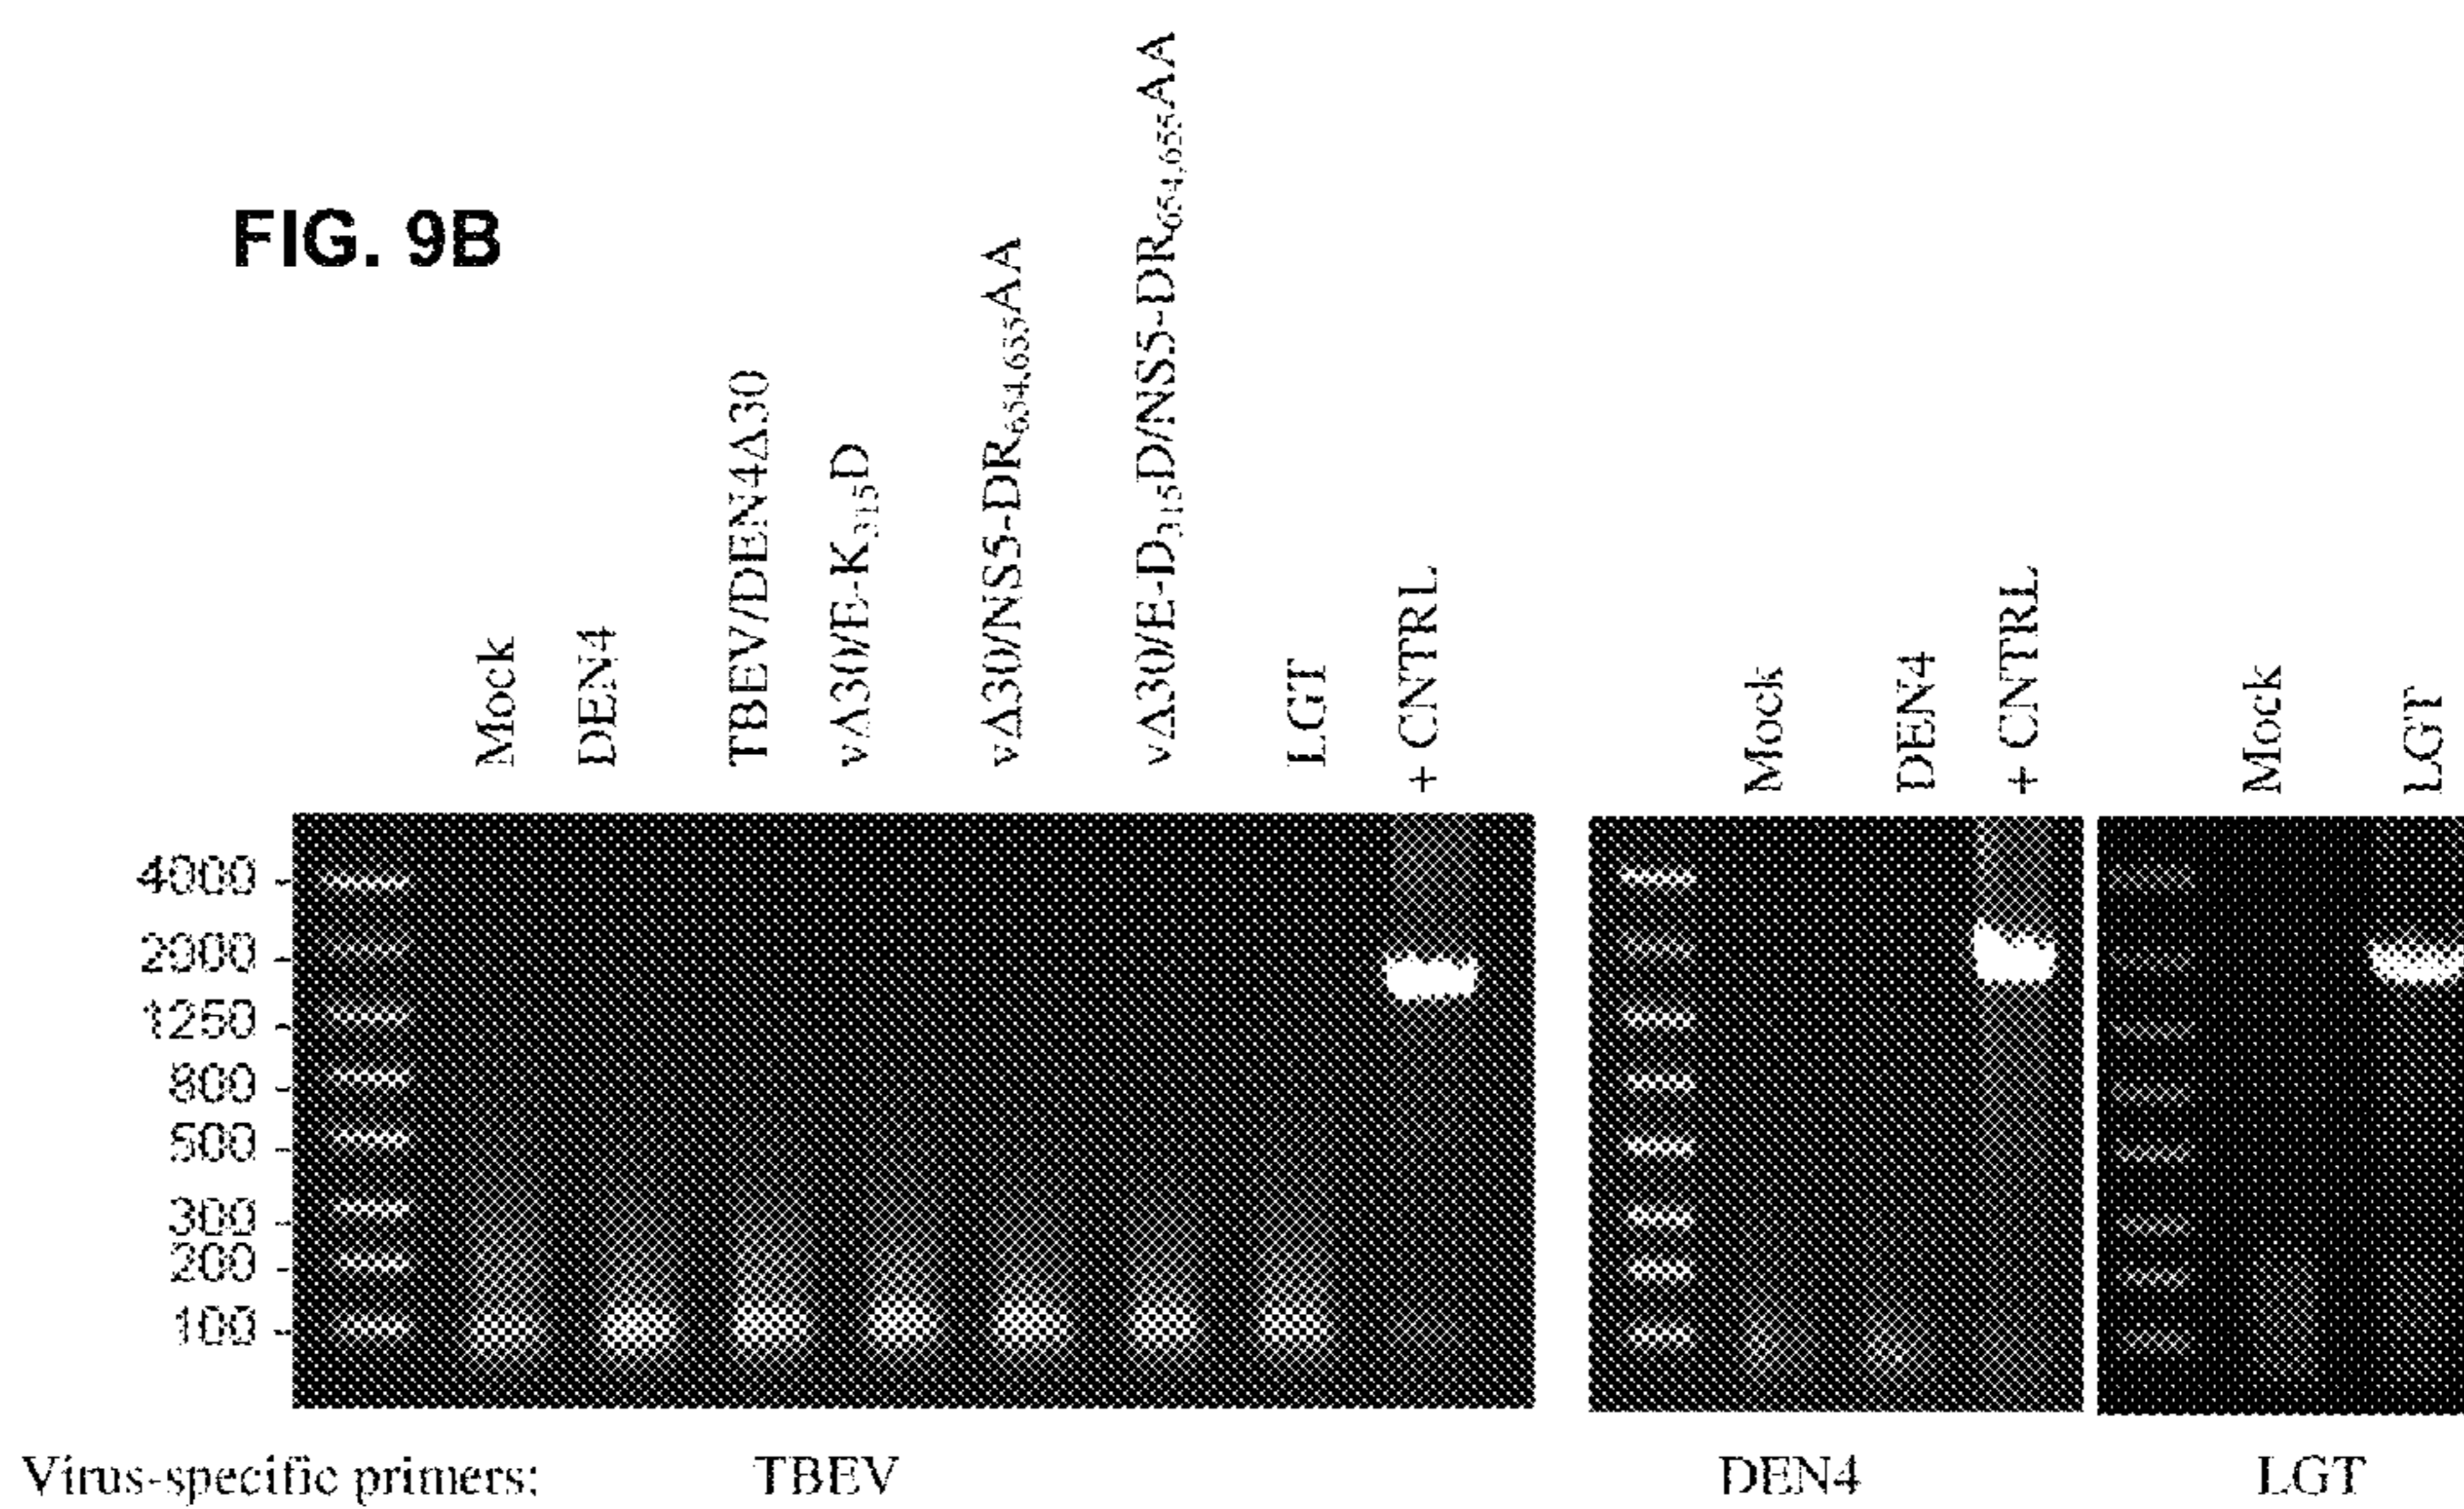 FIG. 9B
Mock
DEN4
TBEV/DEN4Δ30
vΔ30/E-K315D
vΔ30/NS5-DR654,655AA
vΔ30/E-D315D/NS5-DR654,655AA
LGT
+ CNTRL
Mock
DEN4
+ CNTRL
Mock
LGT
4000 -
2000 -
1250 -
800 -
500 -
300 -
200 -
100 -
Virus-specific primers: TBEV DEN4 LGT